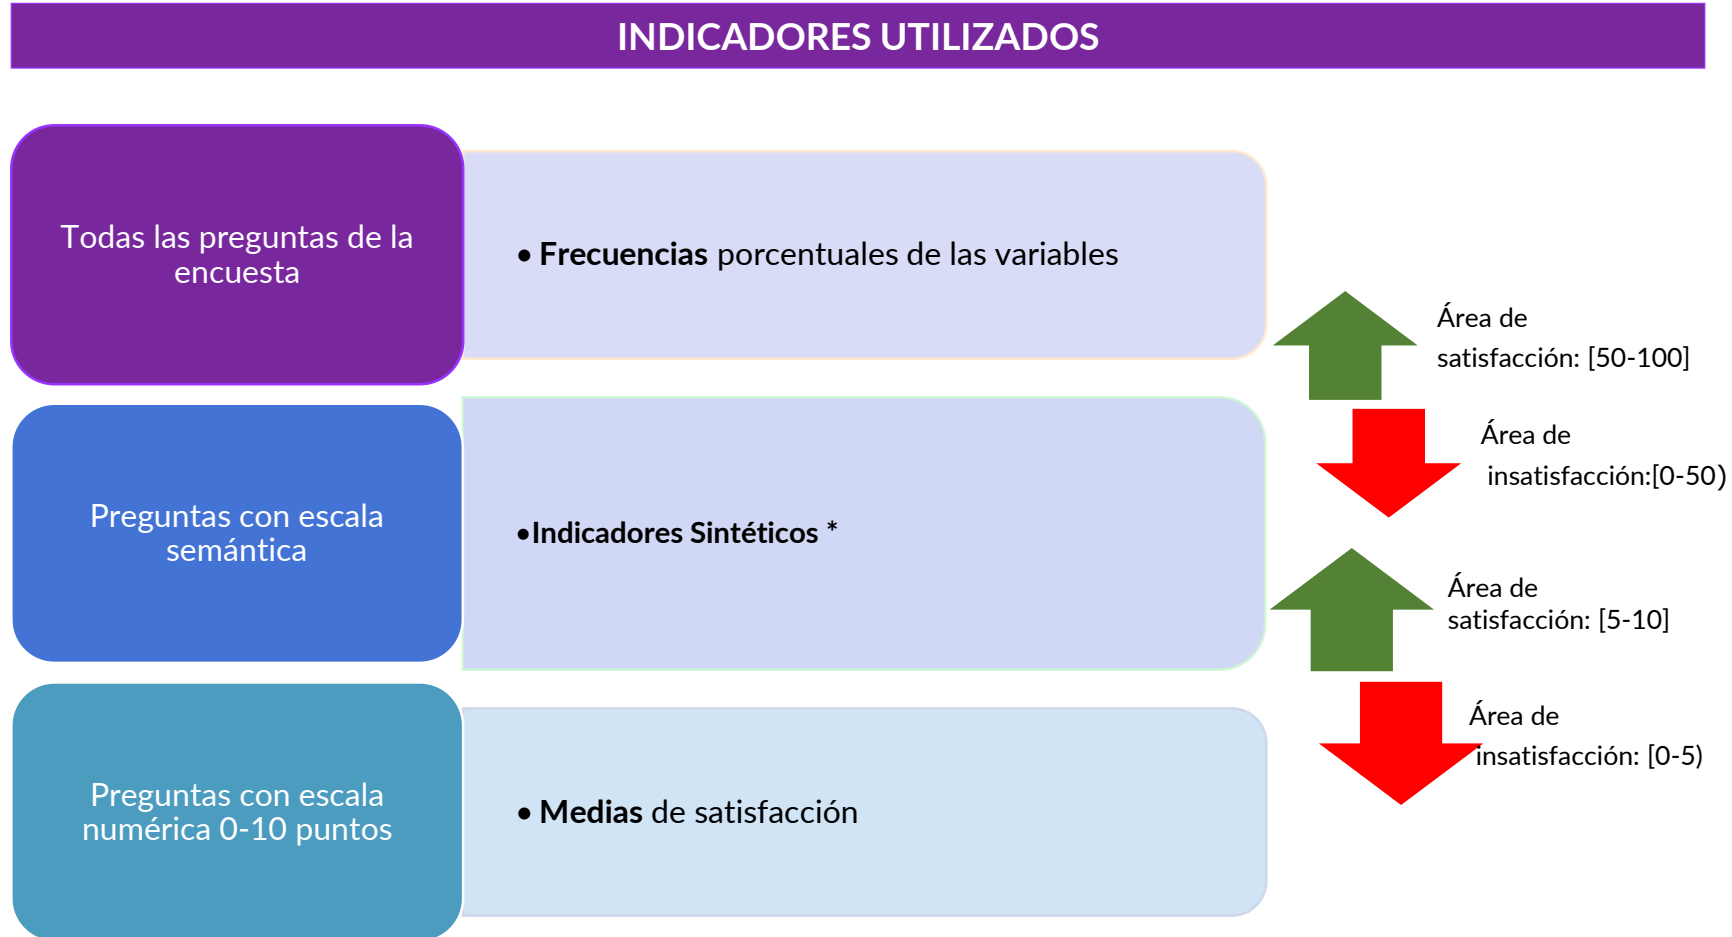 INDICADORES UTILIZADOS
Todas las preguntas de la
encuesta
• Frecuencias porcentuales de las variables
Área de
satisfacción: [50-100]
Área de
insatisfacción:[0-50)
Preguntas con escala
semántica
•Indicadores Sintéticos *
Área de
satisfacción: [5-10]
Área de
insatisfacción: [0-5)
Preguntas con escala
numérica 0-10 puntos
• Medias de satisfacción